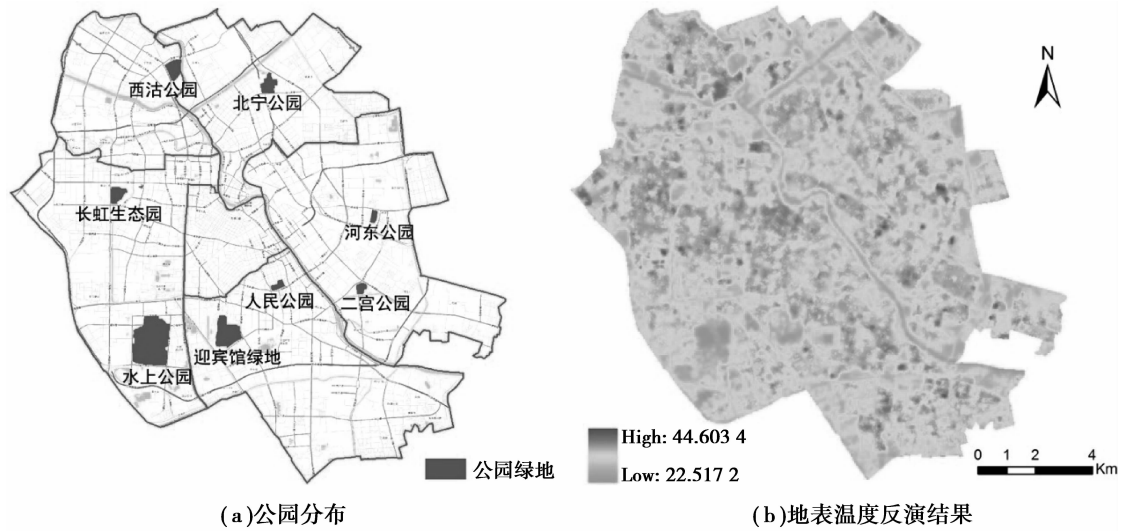 西沽公园
北宁公园
长虹生态园
河东公园
人民公园
二宫公园
迎宾馆绿地
水上公园
公园绿地
(a)公园分布
N
High: 44.603 4
Low: 22.517 2
0 1 2 4
Km
(b)地表温度反演结果